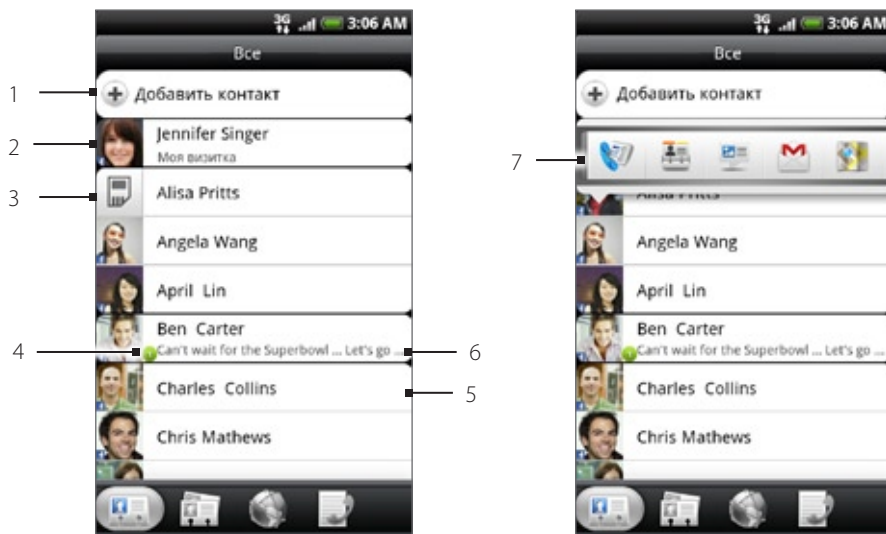 3G 3:06 AM
Все
1 Добавить контакт
2 Jennifer Singer
Моя визитка
3 Alisa Pritts
Angela Wang
April Lin
Ben Carter
4 Can't wait for the Superbowl ... Let's go ... 6
Charles Collins 5
Chris Mathews
3G 3:06 AM
Все
Добавить контакт
7
Alisa Pritts
Angela Wang
April Lin
Ben Carter
Can't wait for the Superbowl ... Let's go ...
Charles Collins
Chris Mathews